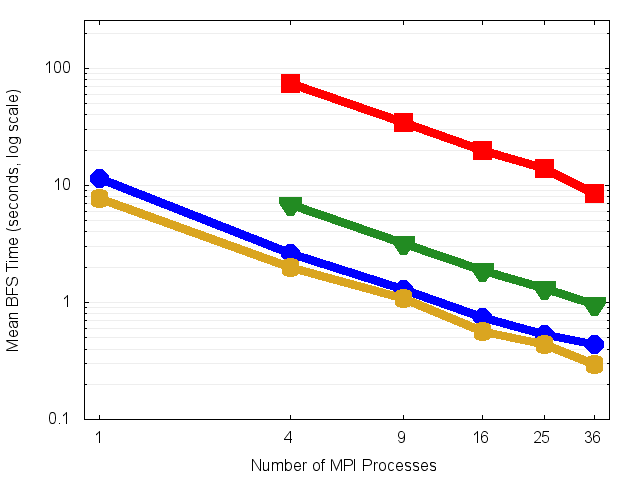 Mean BFS Time (seconds, log scale)
100
10
1
0.1
1 4 9 16 25 36
Number of MPI Processes